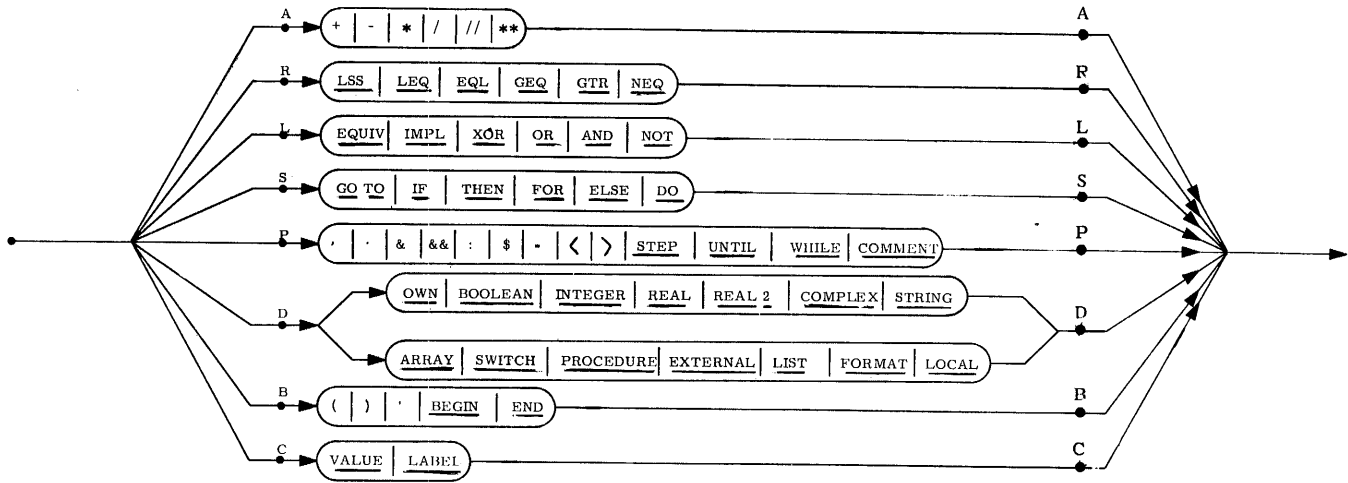 A + | - | * | / | // | ** A
R LSS | LEQ | EQL | GEQ | GTR | NEQ R
L EQUIV | IMPL | XOR | OR | AND | NOT L
S GO TO | IF | THEN | FOR | ELSE | DO S
P , | . | & | && | : | $ | = | < | > | STEP | UNTIL | WHILE | COMMENT P
OWN | BOOLEAN | INTEGER | REAL | REAL 2 | COMPLEX | STRING
D D
ARRAY | SWITCH | PROCEDURE | EXTERNAL | LIST | FORMAT | LOCAL
B ( | ) | ' | BEGIN | END B
C VALUE | LABEL C